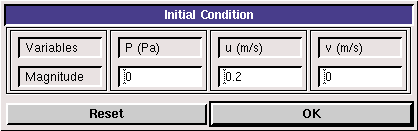 Initial Condition
Variables P (Pa) u (m/s) v (m/s)
Magnitude 0 0.2 0
Reset OK